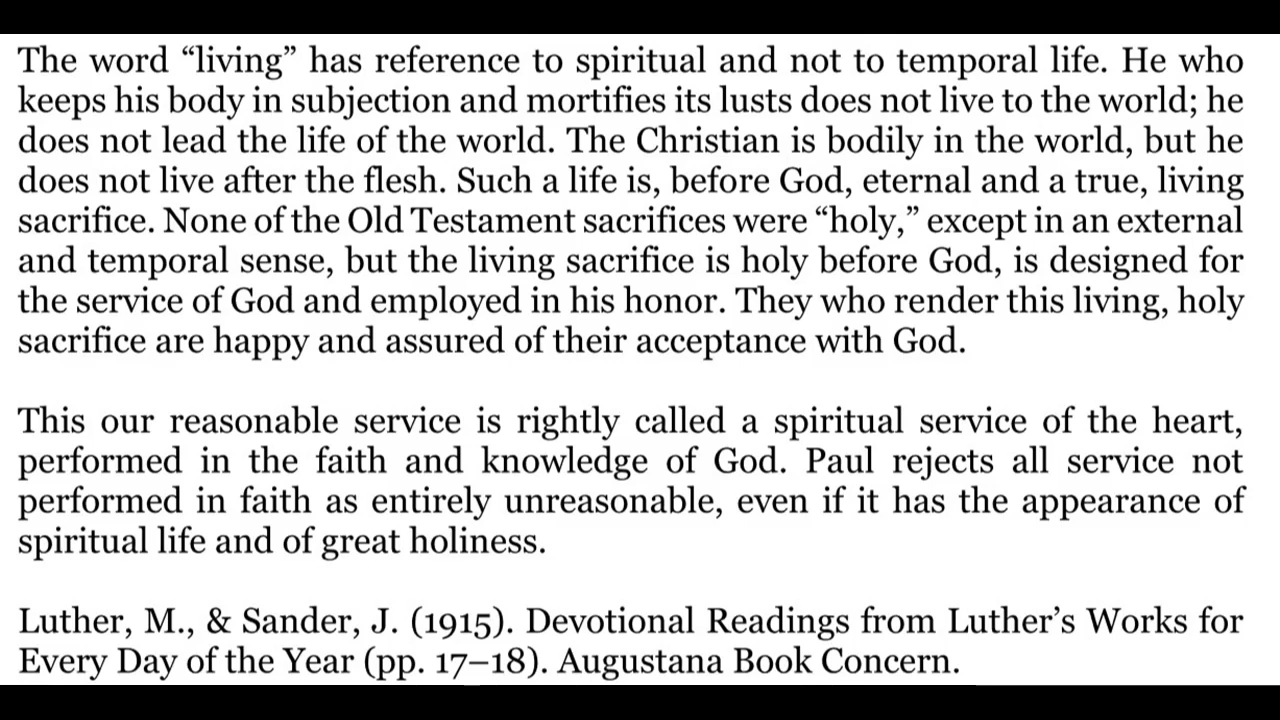 The word “living” has reference to spiritual and not to temporal life. He who
keeps his body in subjection and mortifies its lusts does not live to the world; he
does not lead the life of the world. The Christian is bodily in the world, but he
does not live after the flesh. Such a life is, before God, eternal and a true, living
sacrifice. None of the Old Testament sacrifices were “holy,” except in an external
and temporal sense, but the living sacrifice is holy before God, is designed for
the service of God and employed in his honor. They who render this living, holy
sacrifice are happy and assured of their acceptance with God.
This our reasonable service is rightly called a spiritual service of the heart,
performed in the faith and knowledge of God. Paul rejects all service not
performed in faith as entirely unreasonable, even if it has the appearance of
spiritual life and of great holiness.
Luther, M., & Sander, J. (1915). Devotional Readings from Luther’s Works for
Every Day of the Year (pp. 17–18). Augustana Book Concern.